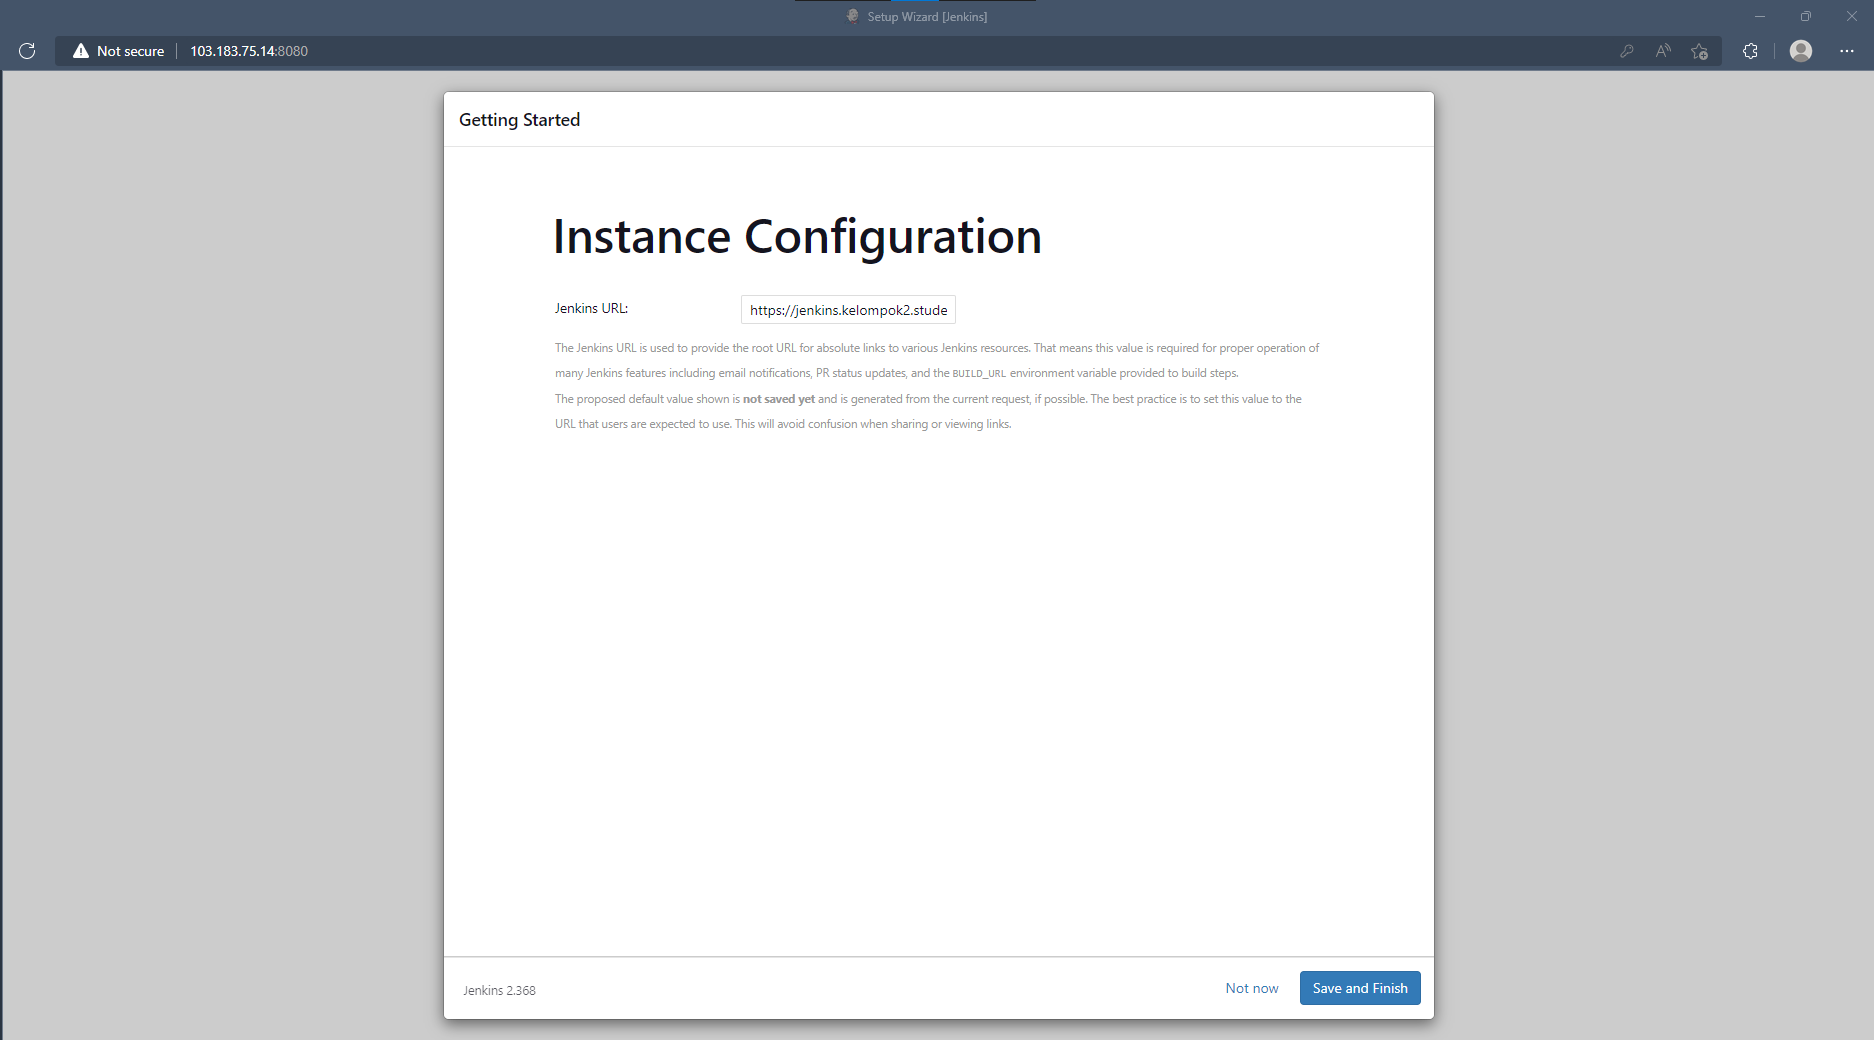 Setup Wizard [Jenkins]
Not secure
103.183.75.14:8080
Getting Started
Instance Configuration
Jenkins URL:
https://jenkins.kelompok2.stude
The Jenkins URL is used to provide the root URL for absolute links to various Jenkins resources. That means this value is required for proper operation of
many Jenkins features including email notifications, PR status updates, and the BUILD_URL environment variable provided to build steps.
The proposed default value shown is not saved yet and is generated from the current request, if possible. The best practice is to set this value to the
URL that users are expected to use. This will avoid confusion when sharing or viewing links.
Jenkins 2.368
Not now
Save and Finish